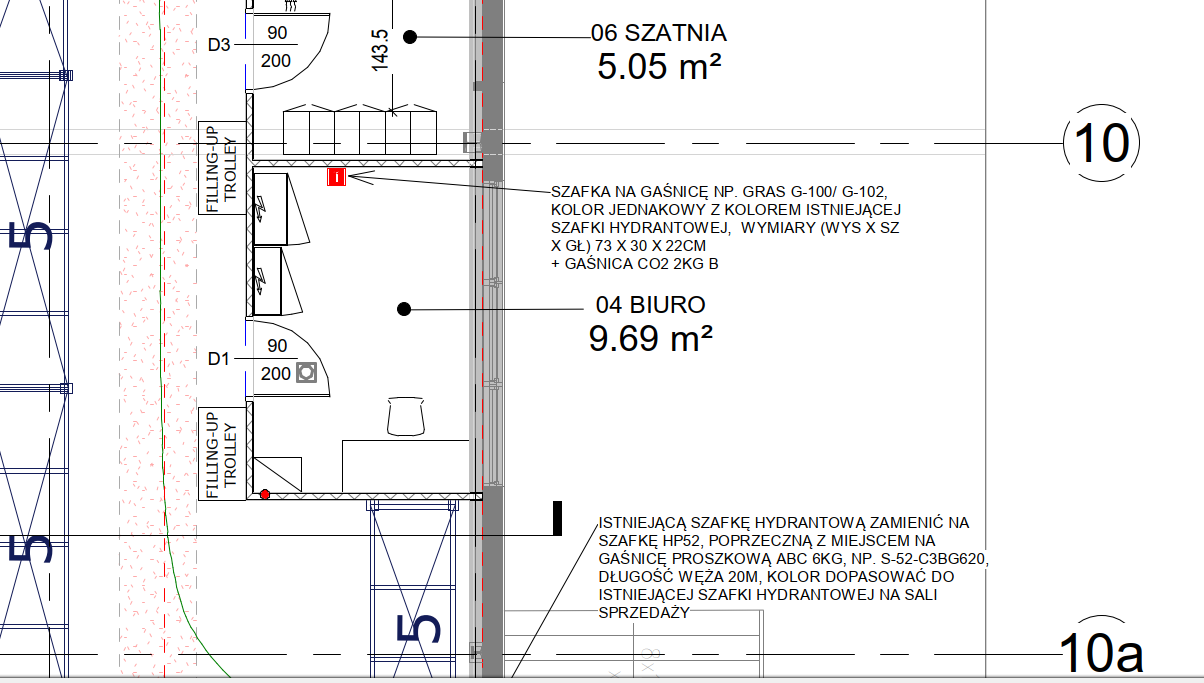 06 SZATNIA
5.05 m²
D3
90
200
143.5
10
FILLING-UP
TROLLEY
i
SZAFKA NA GAŚNICĘ NP. GRAS G-100/ G-102,
KOLOR JEDNAKOWY Z KOLOREM ISTNIEJĄCEJ
SZAFKI HYDRANTOWEJ, WYMIARY (WYS X SZ
X GŁ) 73 X 30 X 22CM
+ GAŚNICA CO2 2KG B
5
04 BIURO
9.69 m²
D1
90
200
FILLING-UP
TROLLEY
5
ISTNIEJĄCĄ SZAFKĘ HYDRANTOWĄ ZAMIENIĆ NA
SZAFKĘ HP52, POPRZECZNĄ Z MIEJSCEM NA
GAŚNICĘ PROSZKOWĄ ABC 6KG, NP. S-52-C3BG620,
DŁUGOŚĆ WĘŻA 20M, KOLOR DOPASOWAĆ DO
ISTNIEJĄCEJ SZAFKI HYDRANTOWEJ NA SALI
SPRZEDAŻY
5
10a